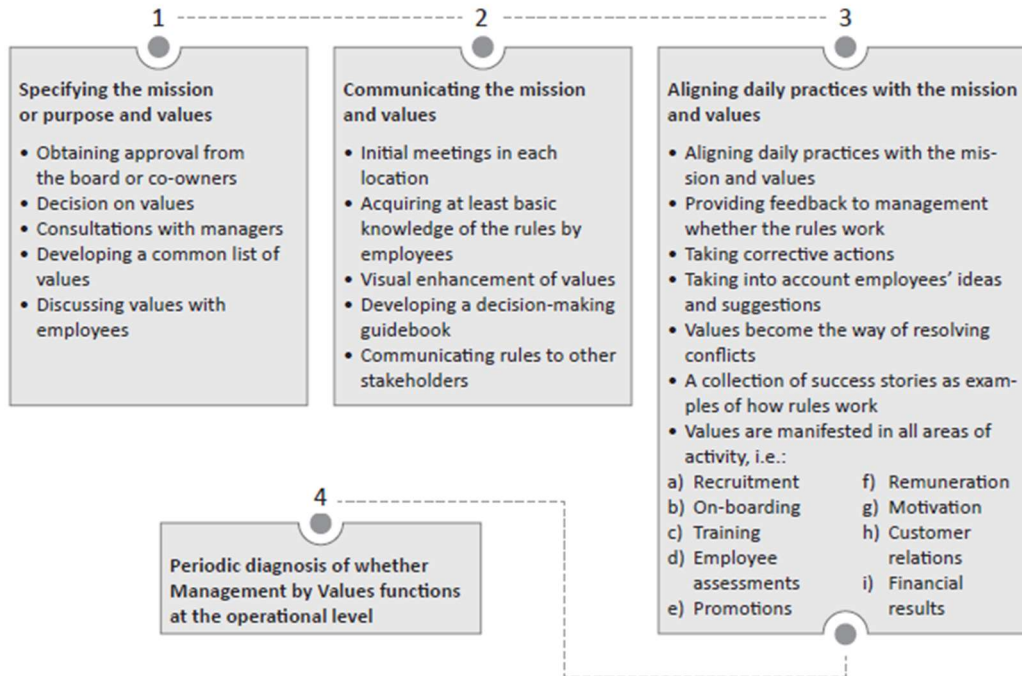 1
Specifying the mission
or purpose and values
• Obtaining approval from
the board or co-owners
• Decision on values
• Consultations with managers
• Developing a common list of
values
• Discussing values with
employees
2
Communicating the mission
and values
• Initial meetings in each
location
• Acquiring at least basic
knowledge of the rules by
employees
• Visual enhancement of values
• Developing a decision-making
guidebook
• Communicating rules to other
stakeholders
3
Aligning daily practices with the mission
and values
• Aligning daily practices with the mis-
sion and values
• Providing feedback to management
whether the rules work
• Taking corrective actions
• Taking into account employees’ ideas
and suggestions
• Values become the way of resolving
conflicts
• A collection of success stories as exam-
ples of how rules work
• Values are manifested in all areas of
activity, i.e.:
a) Recruitment
b) On-boarding
c) Training
d) Employee
assessments
e) Promotions
f) Remuneration
g) Motivation
h) Customer
relations
i) Financial
results
4
Periodic diagnosis of whether
Management by Values functions
at the operational level